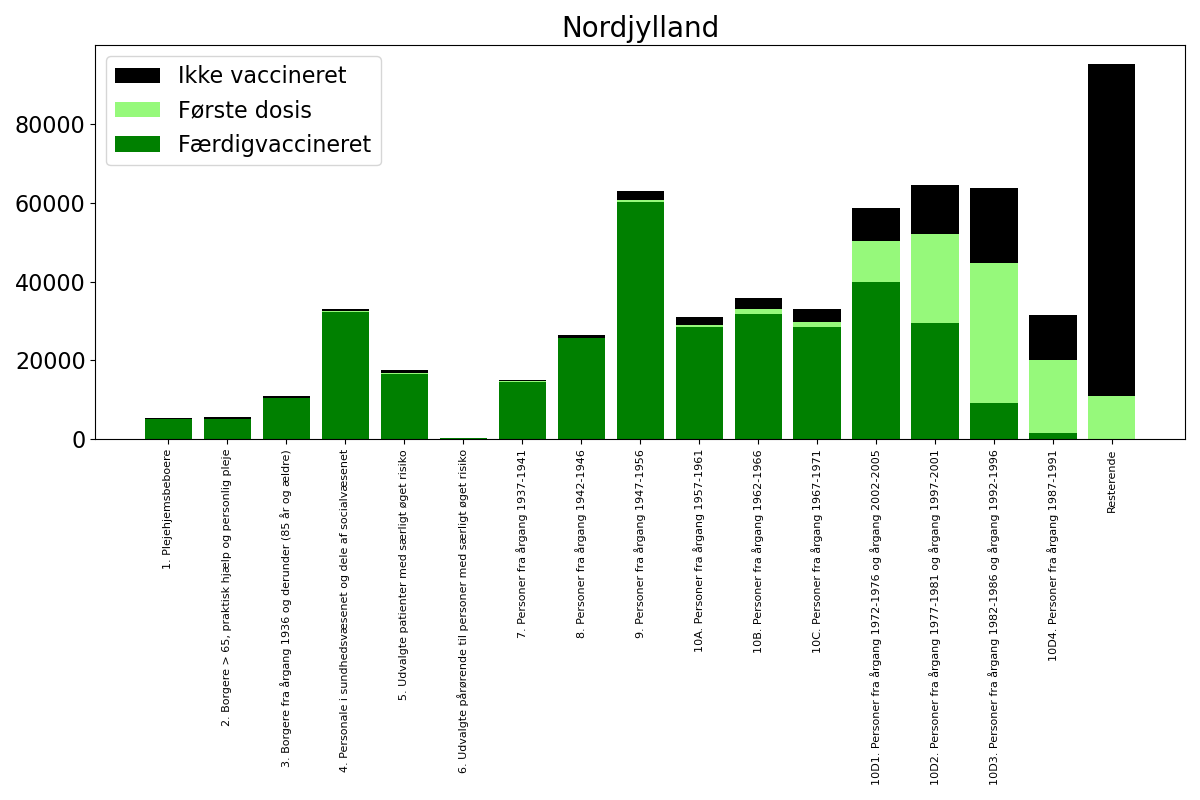 Nordjylland
Ikke vaccineret
Første dosis
Færdigvaccineret
80000
60000
40000
20000
0
1. Plejehjemsbeboere
2. Borgere > 65, praktisk hjælp og personlig pleje
3. Borgere fra årgang 1936 og derunder (85 år og ældre)
4. Personale i sundhedsvæsenet og dele af socialvæsenet
5. Udvalgte patienter med særligt øget risiko
6. Udvalgte pårørende til personer med særligt øget risiko
7. Personer fra årgang 1937-1941
8. Personer fra årgang 1942-1946
9. Personer fra årgang 1947-1956
10A. Personer fra årgang 1957-1961
10B. Personer fra årgang 1962-1966
10C. Personer fra årgang 1967-1971
10D1. Personer fra årgang 1972-1976 og årgang 2002-2005
10D2. Personer fra årgang 1977-1981 og årgang 1997-2001
10D3. Personer fra årgang 1982-1986 og årgang 1992-1996
10D4. Personer fra årgang 1987-1991
Resterende